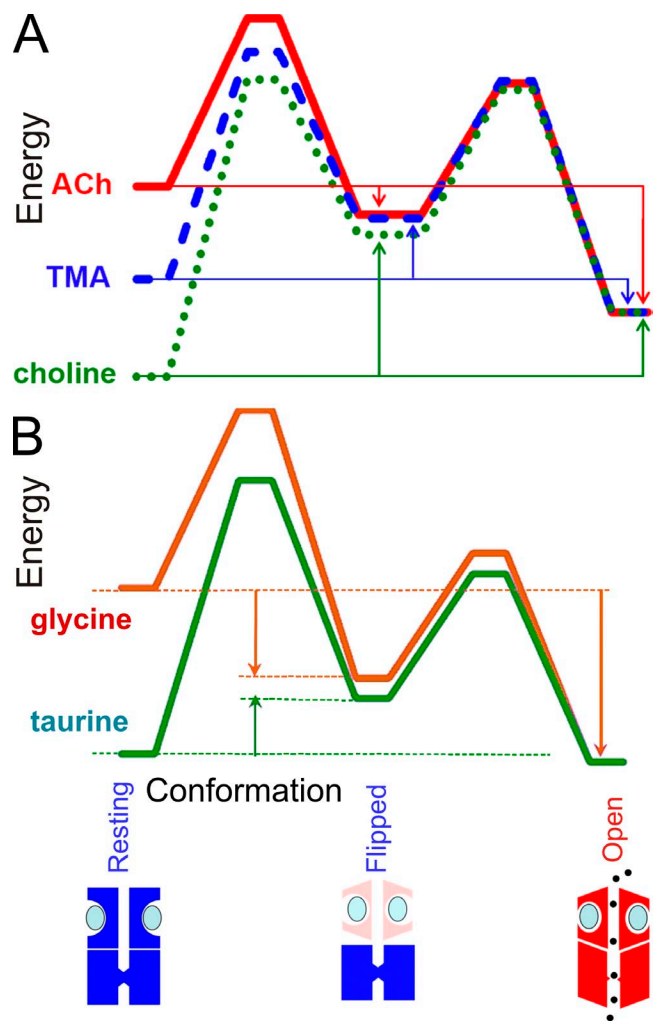 A
Energy
ACh
TMA
choline
B
Energy
glycine
taurine
Conformation
Resting
Flipped
Open